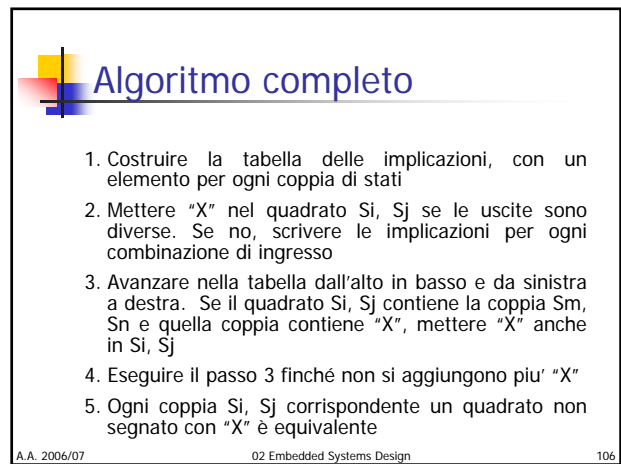 Algoritmo completo
1. Costruire la tabella delle implicazioni, con un
elemento per ogni coppia di stati
2. Mettere "X" nel quadrato Si, Sj se le uscite sono
diverse. Se no, scrivere le implicazioni per ogni
combinazione di ingresso
3. Avanzare nella tabella dall'alto in basso e da sinistra
a destra. Se il quadrato Si, Sj contiene la coppia Sm,
Sn e quella coppia contiene "X", mettere "X" anche
in Si, Sj
4. Eseguire il passo 3 finché non si aggiungono piu' "X"
5. Ogni coppia Si, Sj corrispondente un quadrato non
segnato con "X" è equivalente
A.A. 2006/07 02 Embedded Systems Design 106